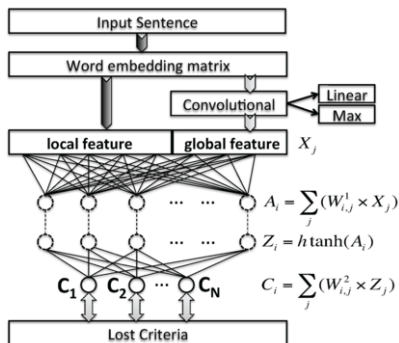 Input Sentence
Word embedding matrix
Convolutional
Linear
Max
local feature
global feature
X_j
... ...
A_i = ∑_j (W^1_{i,j} × X_j)
... ...
Z_i = h tanh(A_i)
C_1 C_2 ... C_N
C_i = ∑_j (W^2_{i,j} × Z_j)
Lost Criteria